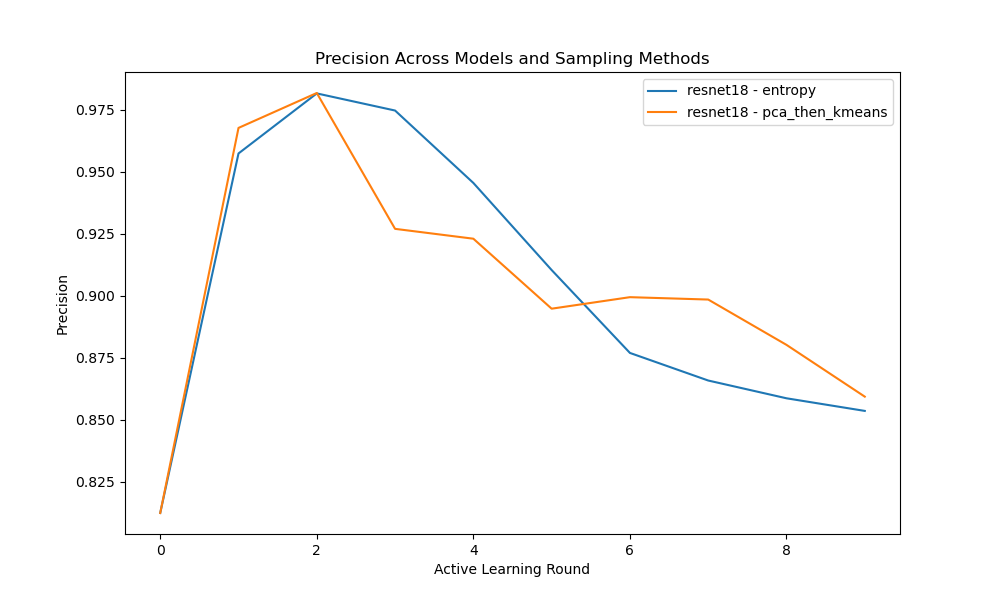 Precision Across Models and Sampling Methods
resnet18 - entropy
resnet18 - pca_then_kmeans
0.975
0.950
0.925
0.900
0.875
0.850
0.825
Precision
0 2 4 6 8
Active Learning Round